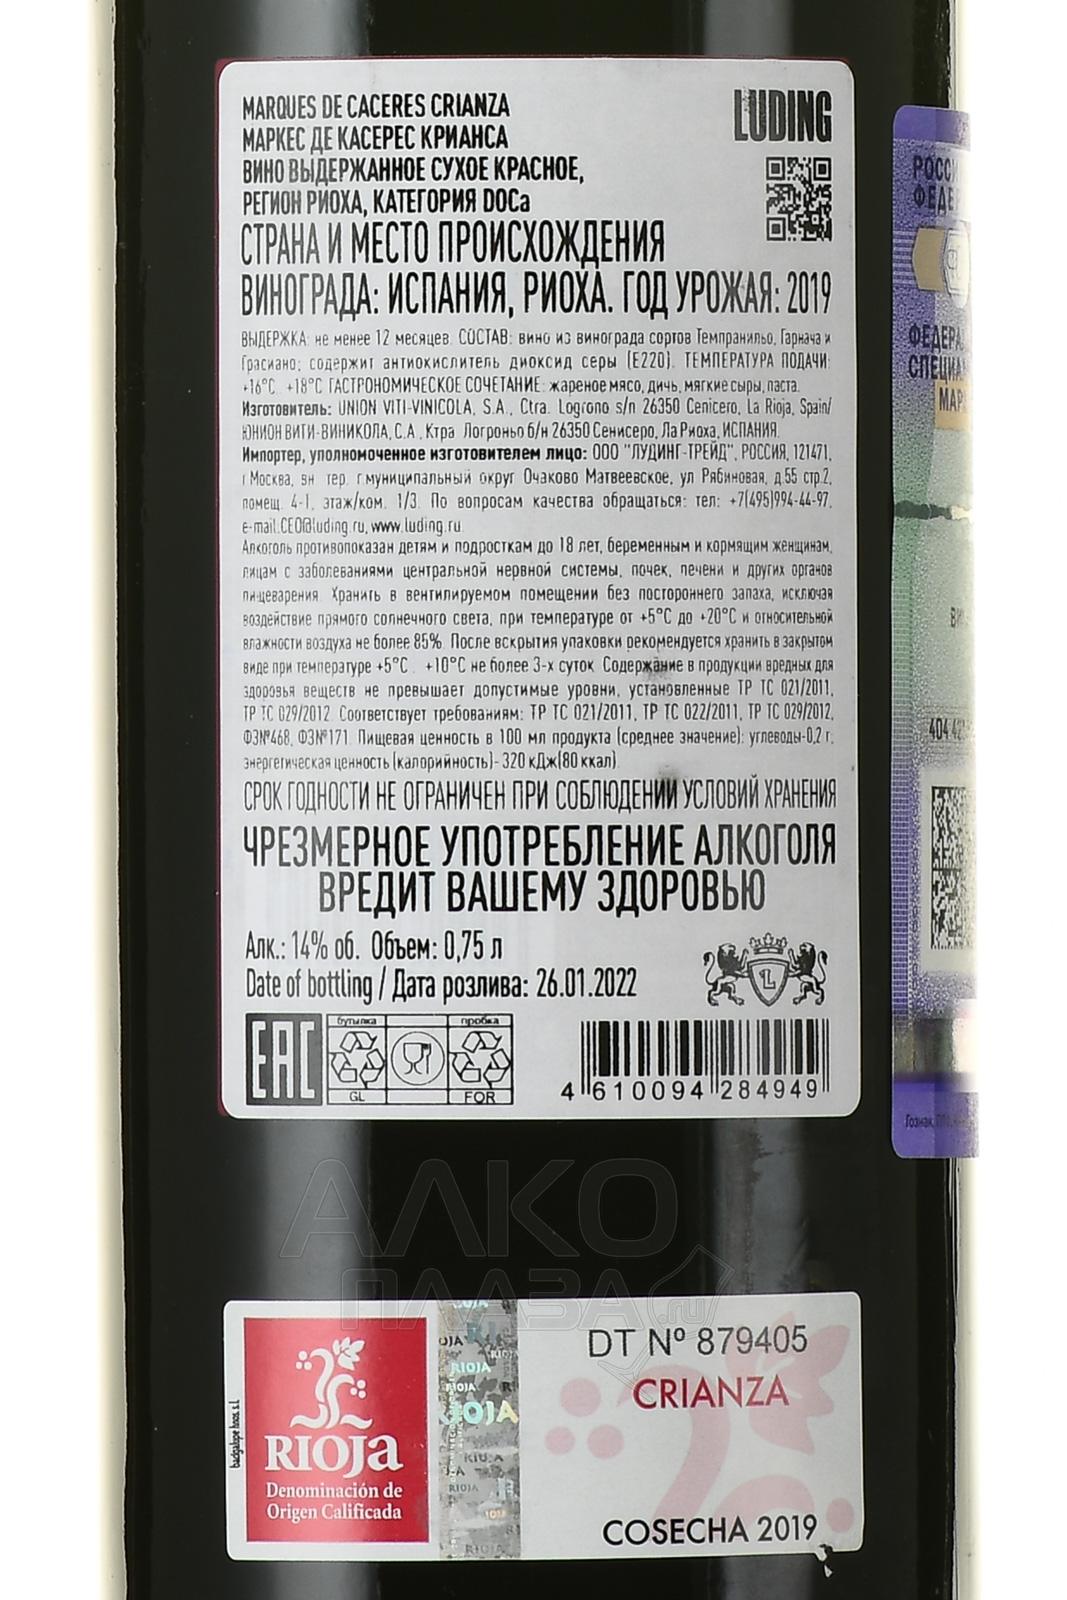 MARQUES DE CACERES CRIANZA
LUDING
МАРКЕС ДЕ КАСЕРЕС КРИАНСА
ВИНО ВЫДЕРЖАННОЕ СУХОЕ КРАСНОЕ,
РЕГИОН РИОХА, КАТЕГОРИЯ DOCa
СТРАНА И МЕСТО ПРОИСХОЖДЕНИЯ
ВИНОГРАДА: ИСПАНИЯ, РИОХА. ГОД УРОЖАЯ: 2019
ВЫДЕРЖКА: не менее 12 месяцев. СОСТАВ: вино из винограда сортов Темпранильо, Гарнача и
Грасиано; содержит антиокислитель диоксид серы (Е220). ТЕМПЕРАТУРА ПОДАЧИ:
+16°С...+18°С ГАСТРОНОМИЧЕСКОЕ СОЧЕТАНИЕ: жареное мясо, дичь, мягкие сыры, паста.
Изготовитель: UNION VITI-VINICOLA, S.A., Ctra. Logrono s/n 26350 Cenicero, La Rioja, Spain/
ЮНИОН ВИТИ-ВИНИКОЛА, С.А., Ктра. Логроньо б/н 26350 Сенисеро, Ла Риоха, ИСПАНИЯ.
Импортер, уполномоченное изготовителем лицо: ООО "ЛУДИНГ-ТРЕЙД", РОССИЯ, 121471,
г.Москва, вн. тер. г.муниципальный округ Очаково Матвеевское, ул Рябиновая, д.55 стр.2,
помещ. 4-1, этаж/ком. 1/3. По вопросам качества обращаться: тел: +7(495)994-44-97,
e-mail.CEO@luding.ru, www.luding.ru.
Алкоголь противопоказан детям и подросткам до 18 лет, беременным и кормящим женщинам,
лицам с заболеваниями центральной нервной системы, почек, печени и других органов
пищеварения. Хранить в вентилируемом помещении без постороннего запаха, исключая
воздействие прямого солнечного света, при температуре от +5°С до +20°С и относительной
влажности воздуха не более 85%. После вскрытия упаковки рекомендуется хранить в закрытом
виде при температуре +5°С...+10°С не более 3-х суток. Содержание в продукции вредных для
здоровья веществ не превышает допустимые уровни, установленные ТР ТС 021/2011,
ТР ТС 029/2012. Соответствует требованиям: ТР ТС 021/2011, ТР ТС 022/2011, ТР ТС 029/2012,
ФЗ№468, ФЗ№171. Пищевая ценность в 100 мл продукта (среднее значение): углеводы-0,2 г;
энергетическая ценность (калорийность)- 320 кДж(80 ккал).
СРОК ГОДНОСТИ НЕ ОГРАНИЧЕН ПРИ СОБЛЮДЕНИИ УСЛОВИЙ ХРАНЕНИЯ
ЧРЕЗМЕРНОЕ УПОТРЕБЛЕНИЕ АЛКОГОЛЯ
ВРЕДИТ ВАШЕМУ ЗДОРОВЬЮ
Алк.: 14% об. Объем: 0,75 л
Date of bottling / Дата розлива: 26.01.2022
L
EAC
бутылка
пробка
GL
FOR
4 610094 284949
АЛКО
ПЛАЗА
.ru
RIOJA
Denominación de
Origen Calificada
badgalupe hnos. s.l.
RIOJA
RIOJA
DT Nº 879405
CRIANZA
COSECHA 2019